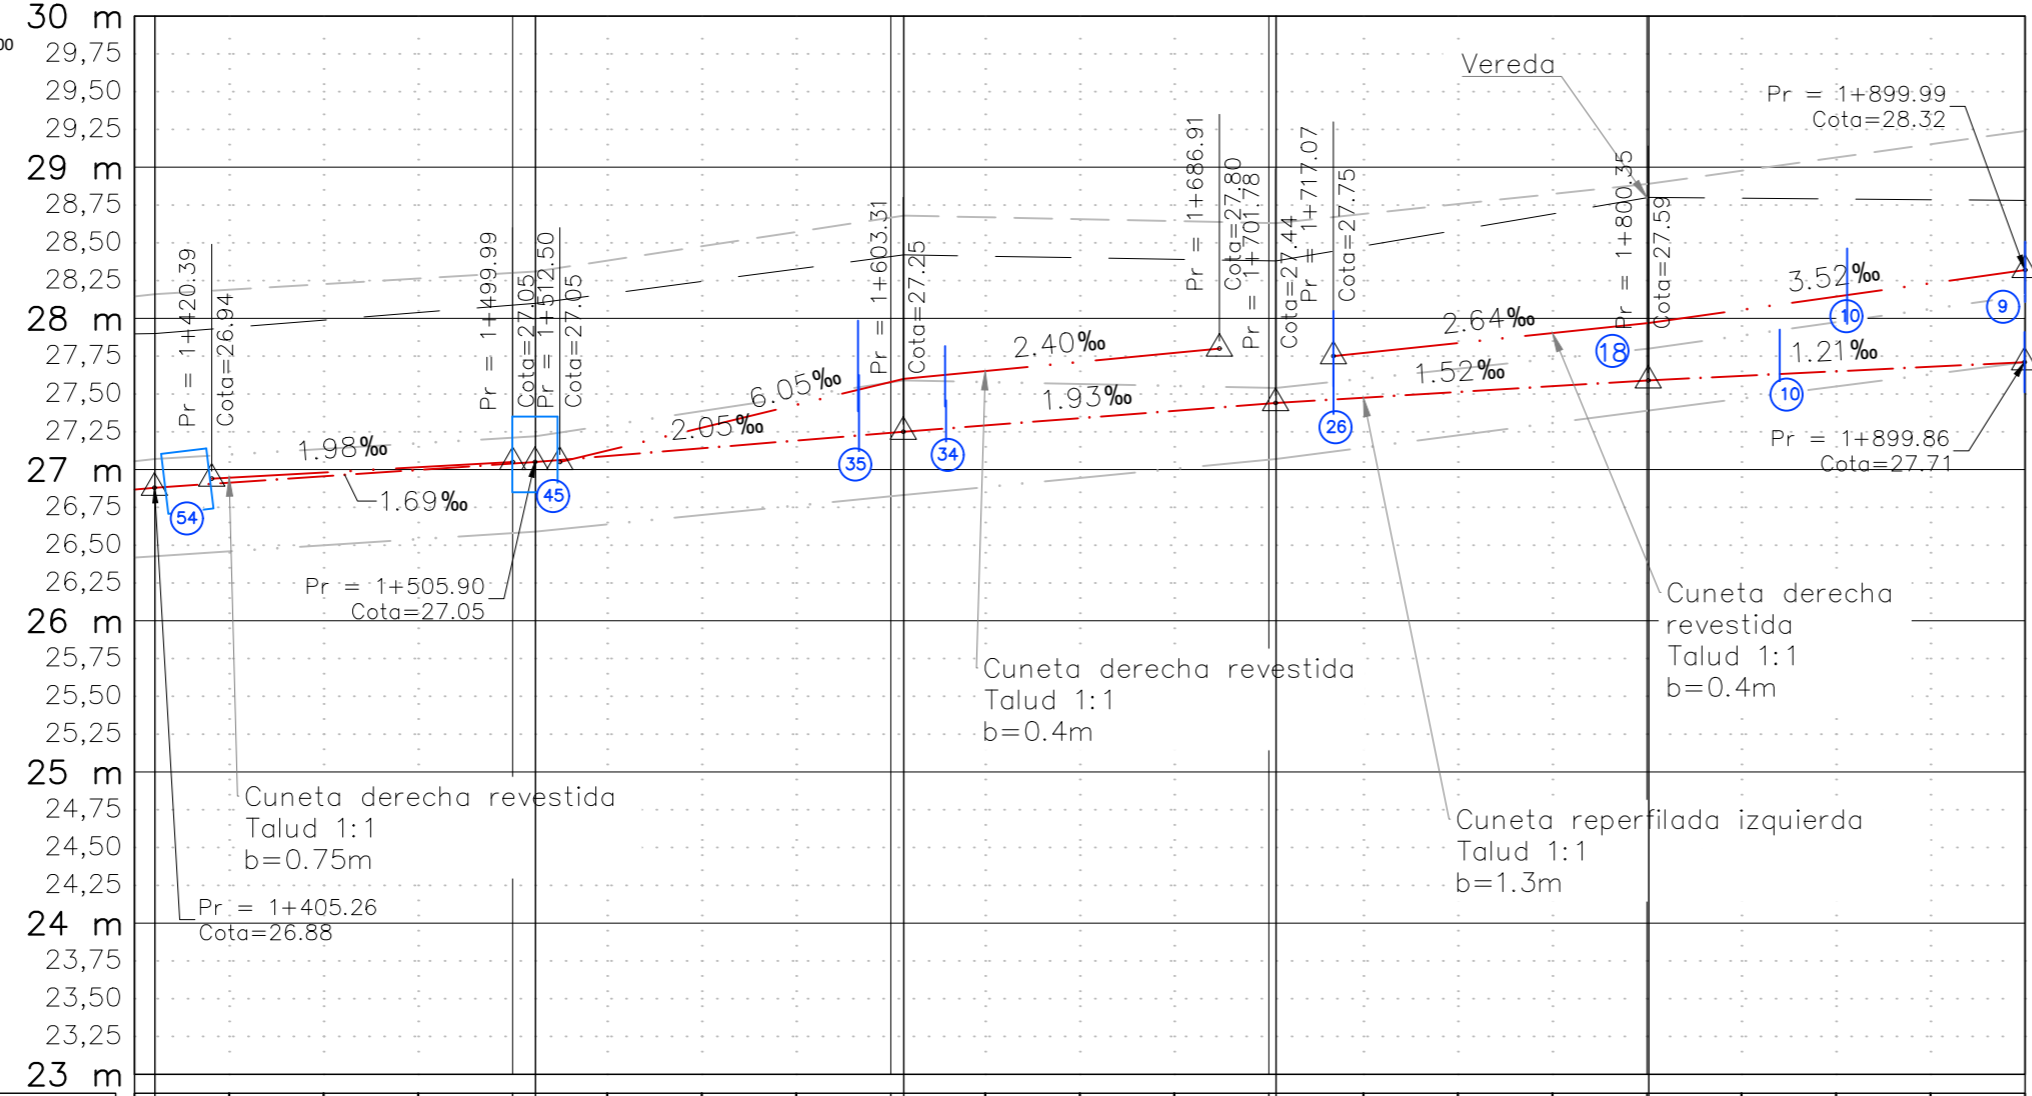 30 m
00
29,75
29,50
29,25
29 m
28,75
28,50
28,25
28 m
27,75
27,50
27,25
27 m
26,75
26,50
26,25
26 m
25,75
25,50
25,25
25 m
24,75
24,50
24,25
24 m
23,75
23,50
23,25
23 m
Pr = 1+420.39
Cota=26.94
Pr = 1+499.99
Cota=27.05
Pr = 1+512.50
Cota=27.05
Pr = 1+603.31
Cota=27.25
Pr = 1+686.91
Cota=27.80
Pr = 1+701.78
Cota=27.44
Pr = 1+717.07
Cota=27.75
Pr = 1+800.35
Cota=27.59
Vereda
Pr = 1+899.99
Cota=28.32
1.98‰
1.69‰
2.05‰
6.05‰
2.40‰
1.93‰
2.64‰
1.52‰
3.52‰
1.21‰
54
45
35
34
26
18
10
10
9
Pr = 1+899.86
Cota=27.71
Pr = 1+505.90
Cota=27.05
Cuneta derecha
revestida
Talud 1:1
b=0.4m
Cuneta derecha revestida
Talud 1:1
b=0.4m
Cuneta derecha revestida
Talud 1:1
b=0.75m
Cuneta reperfilada izquierda
Talud 1:1
b=1.3m
Pr = 1+405.26
Cota=26.88